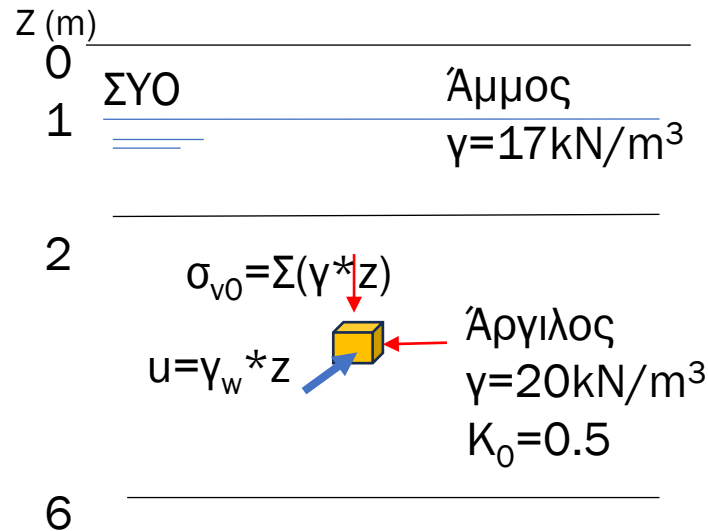 Z (m)
0
ΣΥΟ
Άμμος
1
γ=17kN/m³
2
σᵥ₀=Σ(γ*z)
Άργιλος
u=γw*z
γ=20kN/m³
K₀=0.5
6